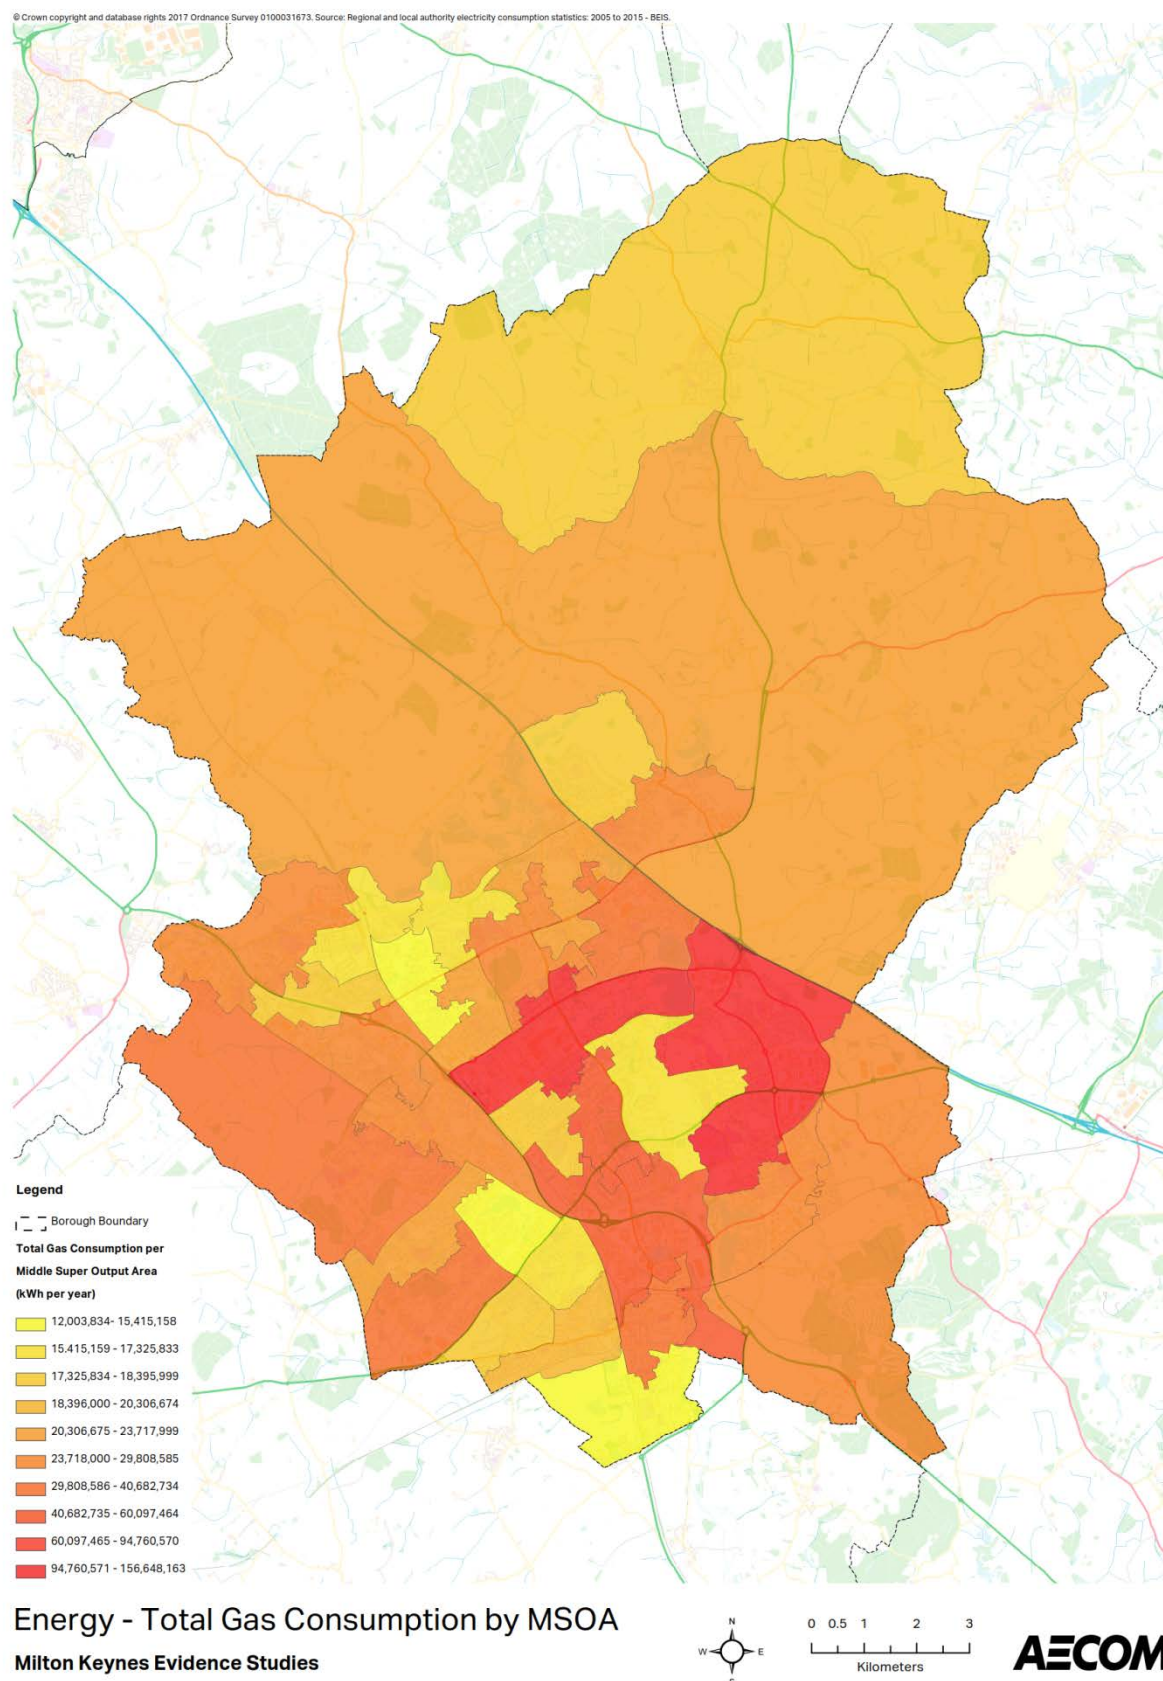 © Crown copyright and database rights 2017 Ordnance Survey 0100031673. Source: Regional and local authority electricity consumption statistics: 2005 to 2015 - BEIS.
Legend
Borough Boundary
Total Gas Consumption per
Middle Super Output Area
(kWh per year)
12,003,834- 15,415,158
15.415,159 - 17,325,833
17,325,834 - 18,395,999
18,396,000 - 20,306,674
20,306,675 - 23,717,999
23,718,000 - 29,808,585
29,808,586 - 40,682,734
40,682,735 - 60,097,464
60,097,465 - 94,760,570
94,760,571 - 156,648,163
Energy - Total Gas Consumption by MSOA
Milton Keynes Evidence Studies
N
W E
0 0.5 1 2 3
Kilometers
AECOM